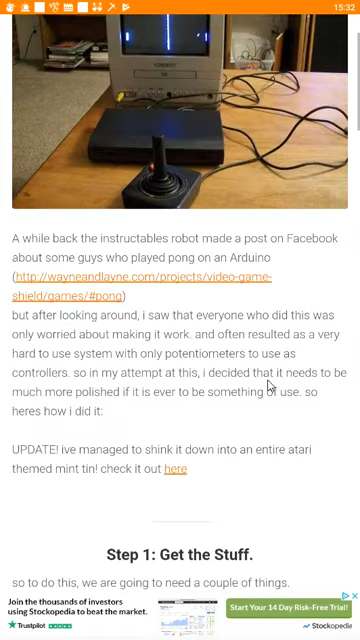 15:32
A while back the instructables robot made a post on Facebook
about some guys who played pong on an Arduino
(http://wayneandlayne.com/projects/video-game-
shield/games/#pong)
but after looking around, i saw that everyone who did this was
only worried about making it work. and often resulted as a very
hard to use system with only potentiometers to use as
controllers. so in my attempt at this, i decided that it needs to be
much more polished if it is ever to be something of use. so
heres how i did it:
UPDATE! ive managed to shink it down into an entire atari
themed mint tin! check it out here
Step 1: Get the Stuff.
so to do this, we are going to need a couple of things.
Join the thousands of investors
using Stockopedia to beat the market.
Trustpilot
Start Your 14 Day Risk-Free Trial
Stockopedia